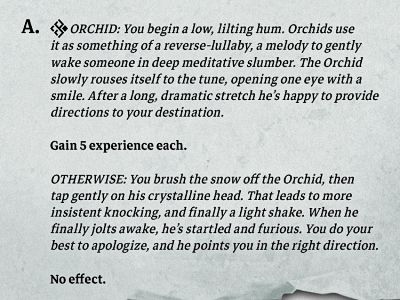 A. ORCHID: You begin a low, lilting hum. Orchids use
it as something of a reverse-lullaby, a melody to gently
wake someone in deep meditative slumber. The Orchid
slowly rouses itself to the tune, opening one eye with a
smile. After a long, dramatic stretch he's happy to provide
directions to your destination.
Gain 5 experience each.
OTHERWISE: You brush the snow off the Orchid, then
tap gently on his crystalline head. That leads to more
insistent knocking, and finally a light shake. When he
finally jolts awake, he's startled and furious. You do your
best to apologize, and he points you in the right direction.
No effect.